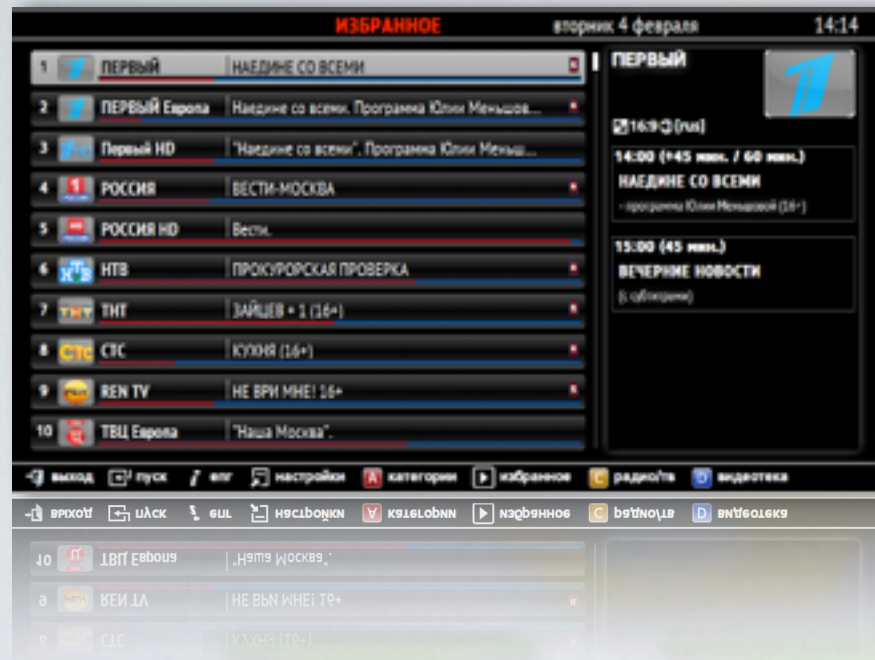 ИЗБРАННОЕ вторник 4 февраля 14:14
1 ПЕРВЫЙ НАЕДИНЕ СО ВСЕМИ
2 ПЕРВЫЙ Европа Наедине со всеми. Программа Юлии Меньшов...
3 Первый HD "Наедине со всеми". Программа Юлии Меньш...
4 РОССИЯ ВЕСТИ-МОСКВА
5 РОССИЯ HD Вести.
6 НТВ НТВ ПРОКУРОРСКАЯ ПРОВЕРКА
7 ТНТ ТНТ ЗАЙЦЕВ + 1 (16+)
8 СТС СТС КУХНЯ (16+)
9 REN TV НЕ ВРИ МНЕ! 16+
10 ТВЦ Европа "Наша Москва".
ПЕРВЫЙ
16:9 (rus)
14:00 (+45 мин. / 60 мин.)
НАЕДИНЕ СО ВСЕМИ
- программа Юлии Меньшовой (16+)
15:00 (45 мин.)
ВЕЧЕРНИЕ НОВОСТИ
(с субтитрами)
выход пуск i епг настройки A категории избранное C радио/тв D видеотека